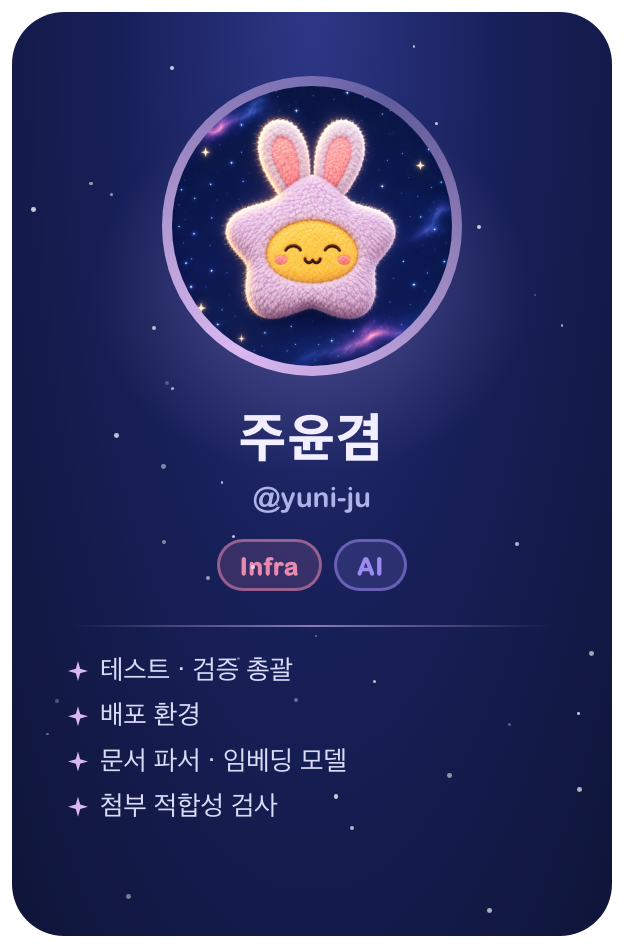 주윤겸
@yuni-ju
Infra AI
테스트 · 검증 총괄
배포 환경
문서 파서 · 임베딩 모델
첨부 적합성 검사